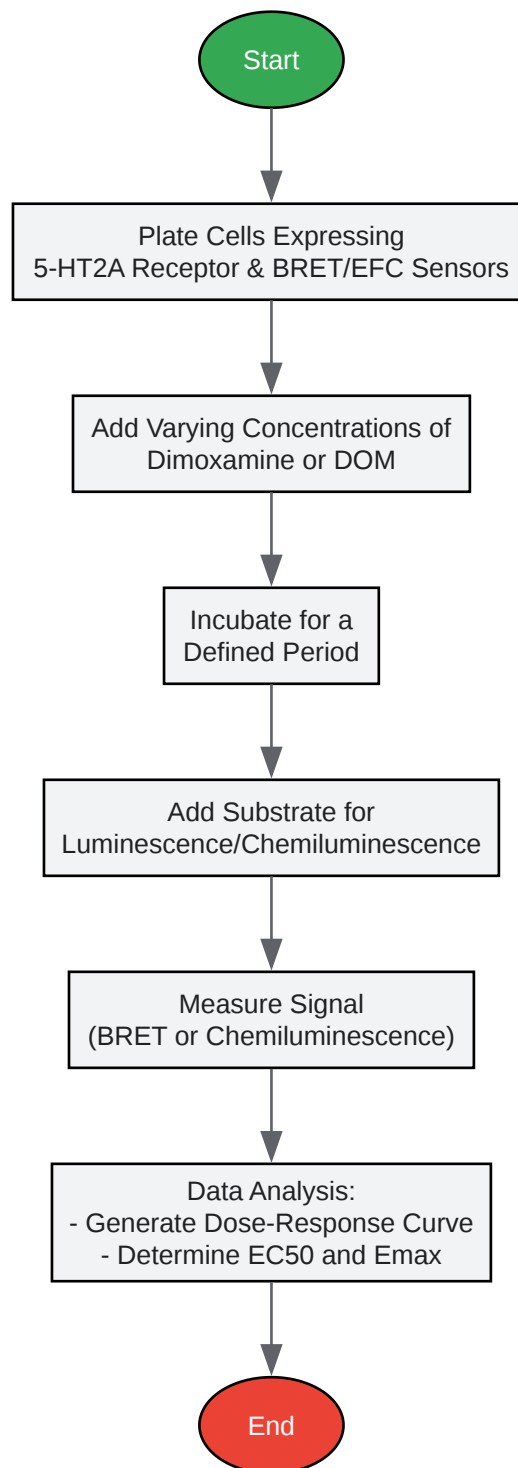 Start
Plate Cells Expressing
5-HT2A Receptor & BRET/EFC Sensors
Add Varying Concentrations of
Dimoxamine or DOM
Incubate for a
Defined Period
Add Substrate for
Luminescence/Chemiluminescence
Measure Signal
(BRET or Chemiluminescence)
Data Analysis:
- Generate Dose-Response Curve
- Determine EC50 and Emax
End